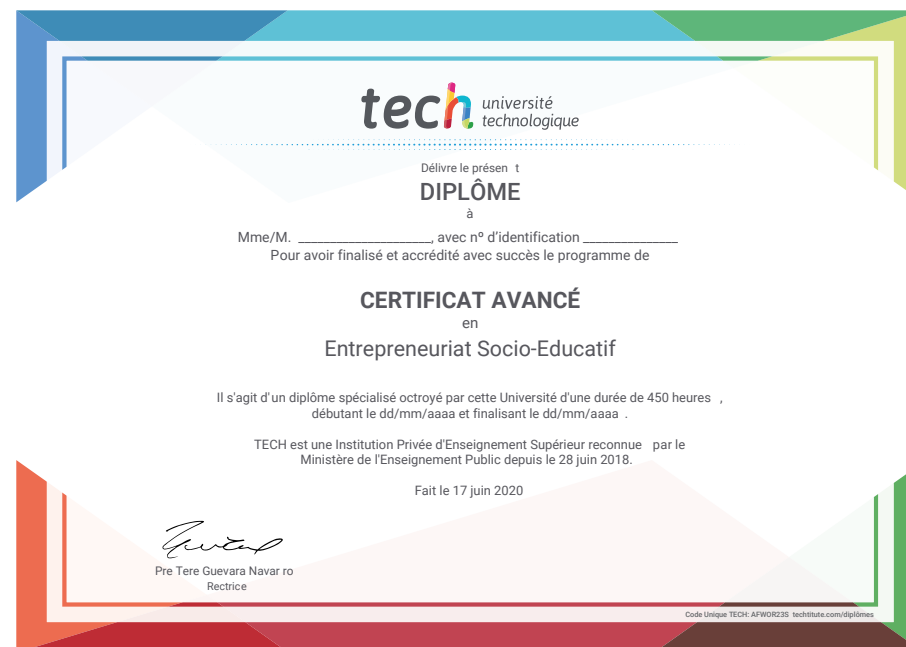 tech université
technologique
Délivre le présen t
DIPLÔME
à
Mme/M. _____________________, avec nº d’identification _______________
Pour avoir finalisé et accrédité avec succès le programme de
CERTIFICAT AVANCÉ
en
Entrepreneuriat Socio-Educatif
Il s'agit d'un diplôme spécialisé octroyé par cette Université d'une durée de 450 heures ,
débutant le dd/mm/aaaa et finalisant le dd/mm/aaaa .
TECH est une Institution Privée d'Enseignement Supérieur reconnue par le
Ministère de l'Enseignement Public depuis le 28 juin 2018.
Fait le 17 juin 2020
Pre Tere Guevara Navar ro
Rectrice
Code Unique TECH: AFWOR23S techtitute.com/diplômes